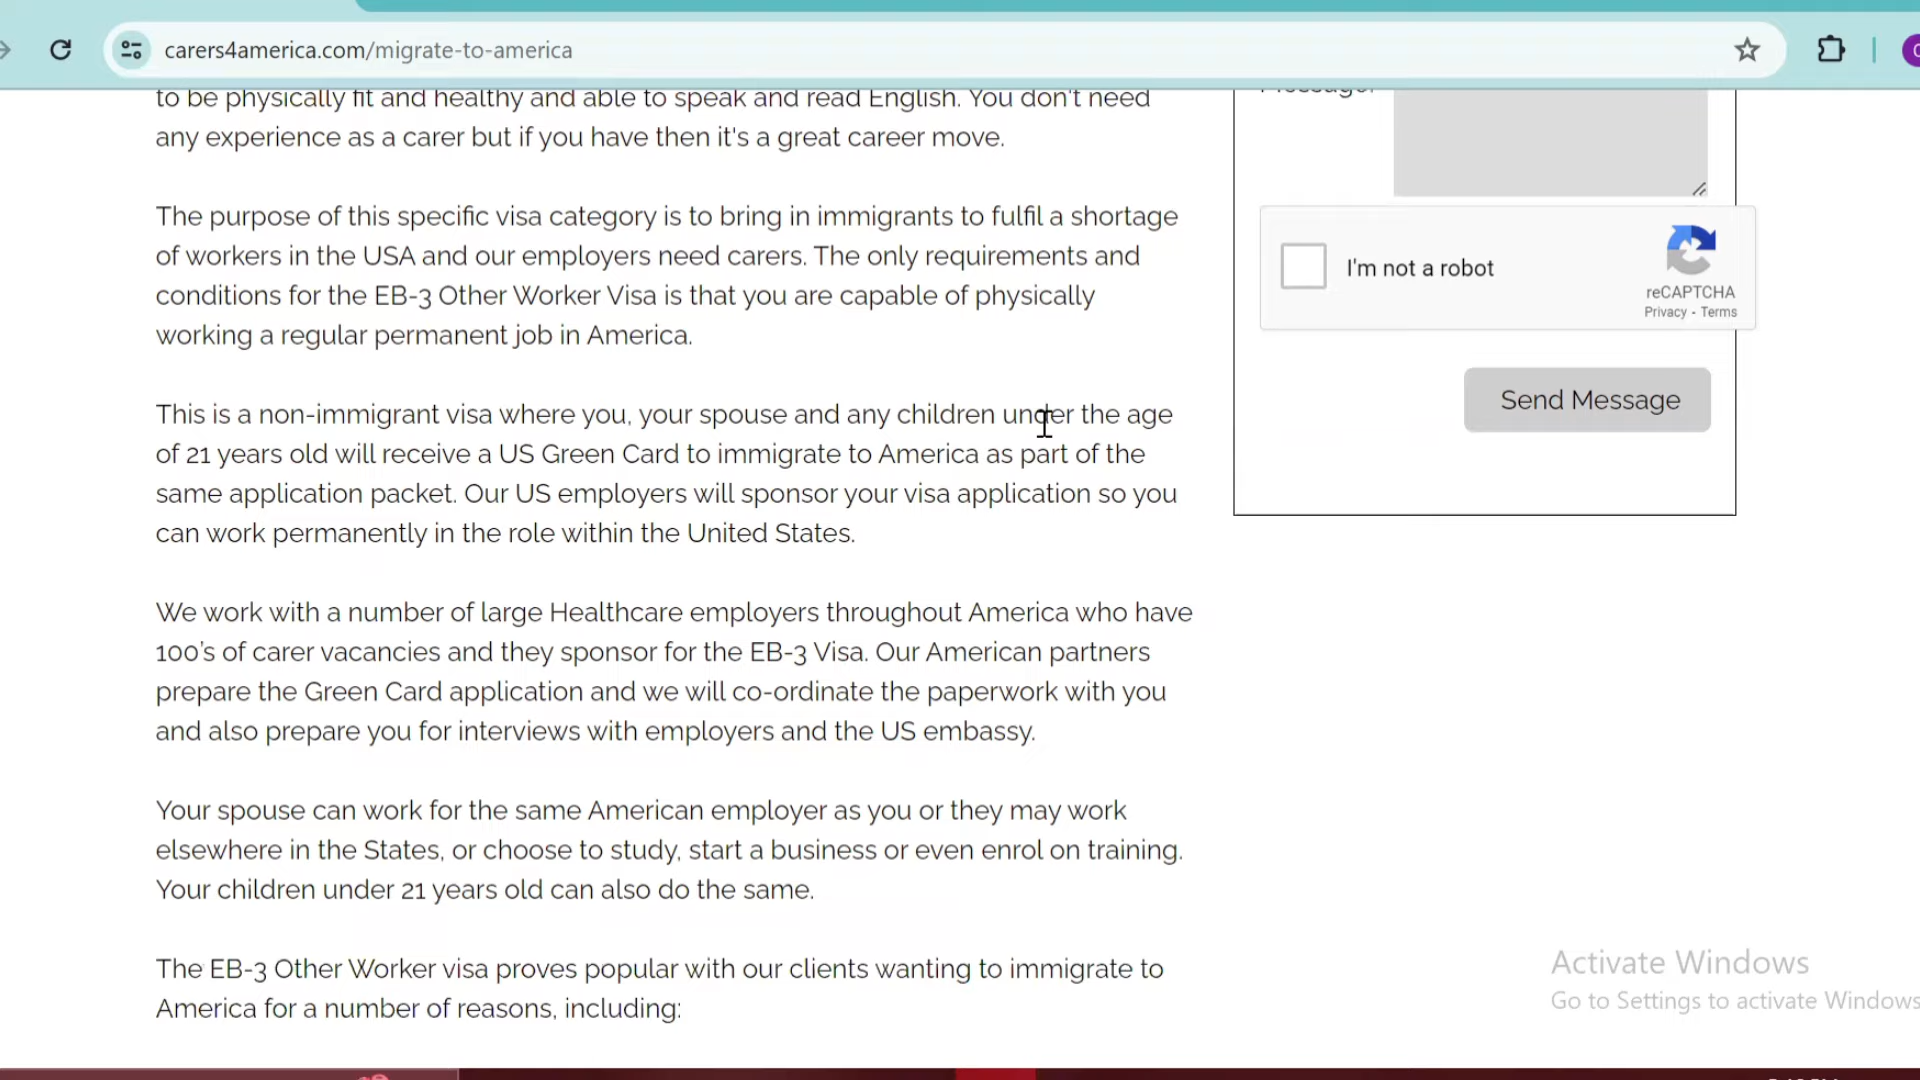 carers4america.com/migrate-to-america
to be physically fit and healthy and able to speak and read English. You don't need
any experience as a carer but if you have then it's a great career move.
The purpose of this specific visa category is to bring in immigrants to fulfil a shortage
of workers in the USA and our employers need carers. The only requirements and
conditions for the EB-3 Other Worker Visa is that you are capable of physically
working a regular permanent job in America.
This is a non-immigrant visa where you, your spouse and any children under the age
of 21 years old will receive a US Green Card to immigrate to America as part of the
same application packet. Our US employers will sponsor your visa application so you
can work permanently in the role within the United States.
We work with a number of large Healthcare employers throughout America who have
100's of carer vacancies and they sponsor for the EB-3 Visa. Our American partners
prepare the Green Card application and we will co-ordinate the paperwork with you
and also prepare you for interviews with employers and the US embassy.
Your spouse can work for the same American employer as you or they may work
elsewhere in the States, or choose to study, start a business or even enrol on training.
Your children under 21 years old can also do the same.
The EB-3 Other Worker visa proves popular with our clients wanting to immigrate to
America for a number of reasons, including:
Message:
I'm not a robot
reCAPTCHA
Privacy - Terms
Send Message
Activate Windows
Go to Settings to activate Windows